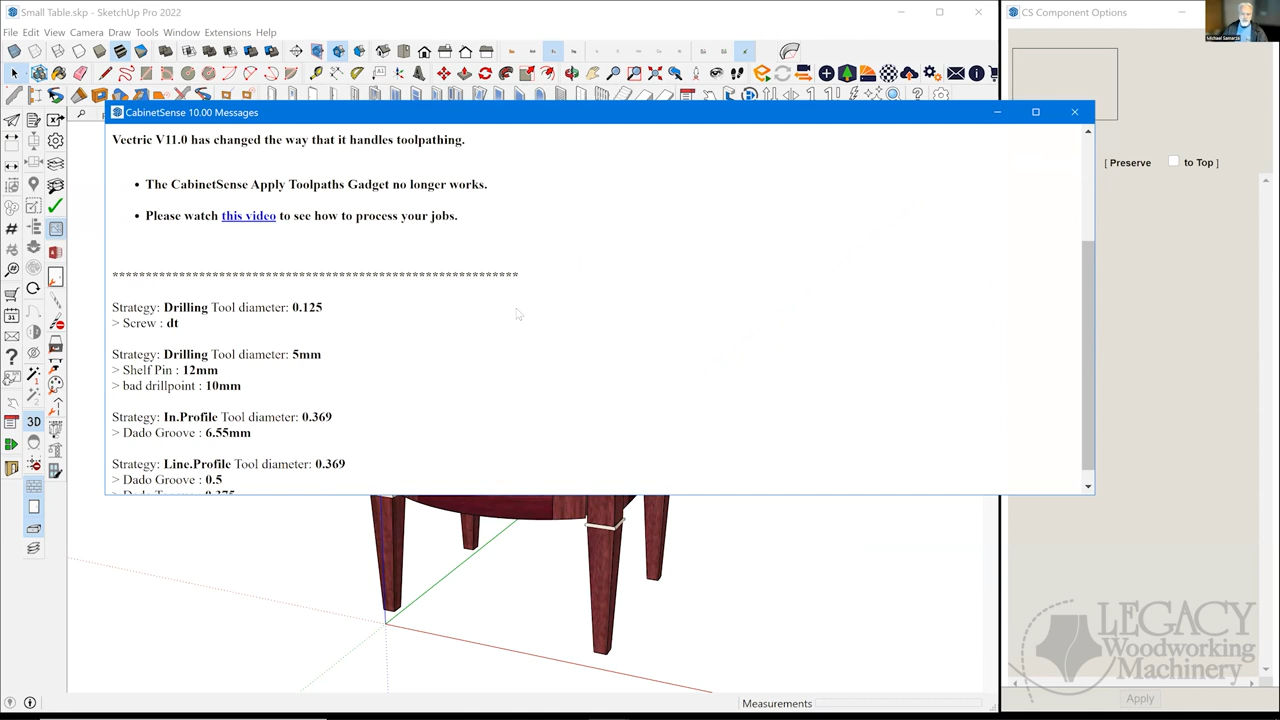 Small Table.skp - SketchUp Pro 2022
CS Component Options
Michael Samarza
File Edit View Camera Draw Tools Window Extensions Help
CabinetSense 10.00 Messages
Vectric V11.0 has changed the way that it handles toolpathing.
• The CabinetSense Apply Toolpaths Gadget no longer works.
• Please watch this video to see how to process your jobs.
*************************************************************
Strategy: Drilling Tool diameter: 0.125
> Screw : dt
Strategy: Drilling Tool diameter: 5mm
> Shelf Pin : 12mm
> bad drillpoint : 10mm
Strategy: In.Profile Tool diameter: 0.369
> Dado Groove : 6.55mm
Strategy: Line.Profile Tool diameter: 0.369
> Dado Groove : 0.5
[ Preserve to Top ]
3D
LEGACY
Woodworking
Machinery
Apply
Measurements